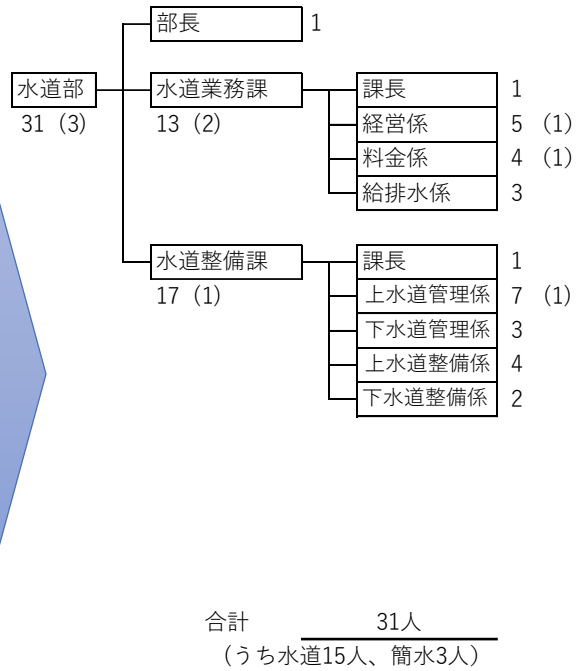 部長 1
水道部 水道業務課 課長 1
31 (3) 13 (2) 経営係 5 (1)
料金係 4 (1)
給排水係 3
水道整備課 課長 1
17 (1) 上水道管理係 7 (1)
下水道管理係 3
上水道整備係 4
下水道整備係 2
合計 31人
（うち水道15人、簡水3人）